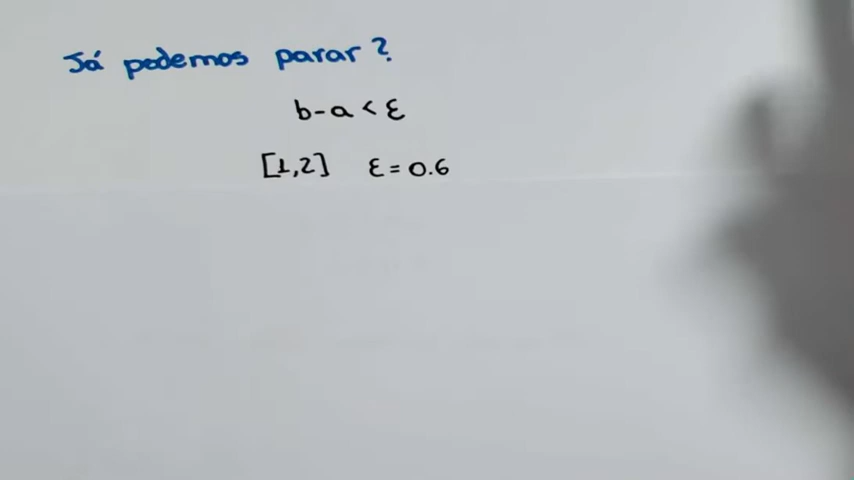 Já podemos parar?
b-a < ε
[1,2] ε = 0.6